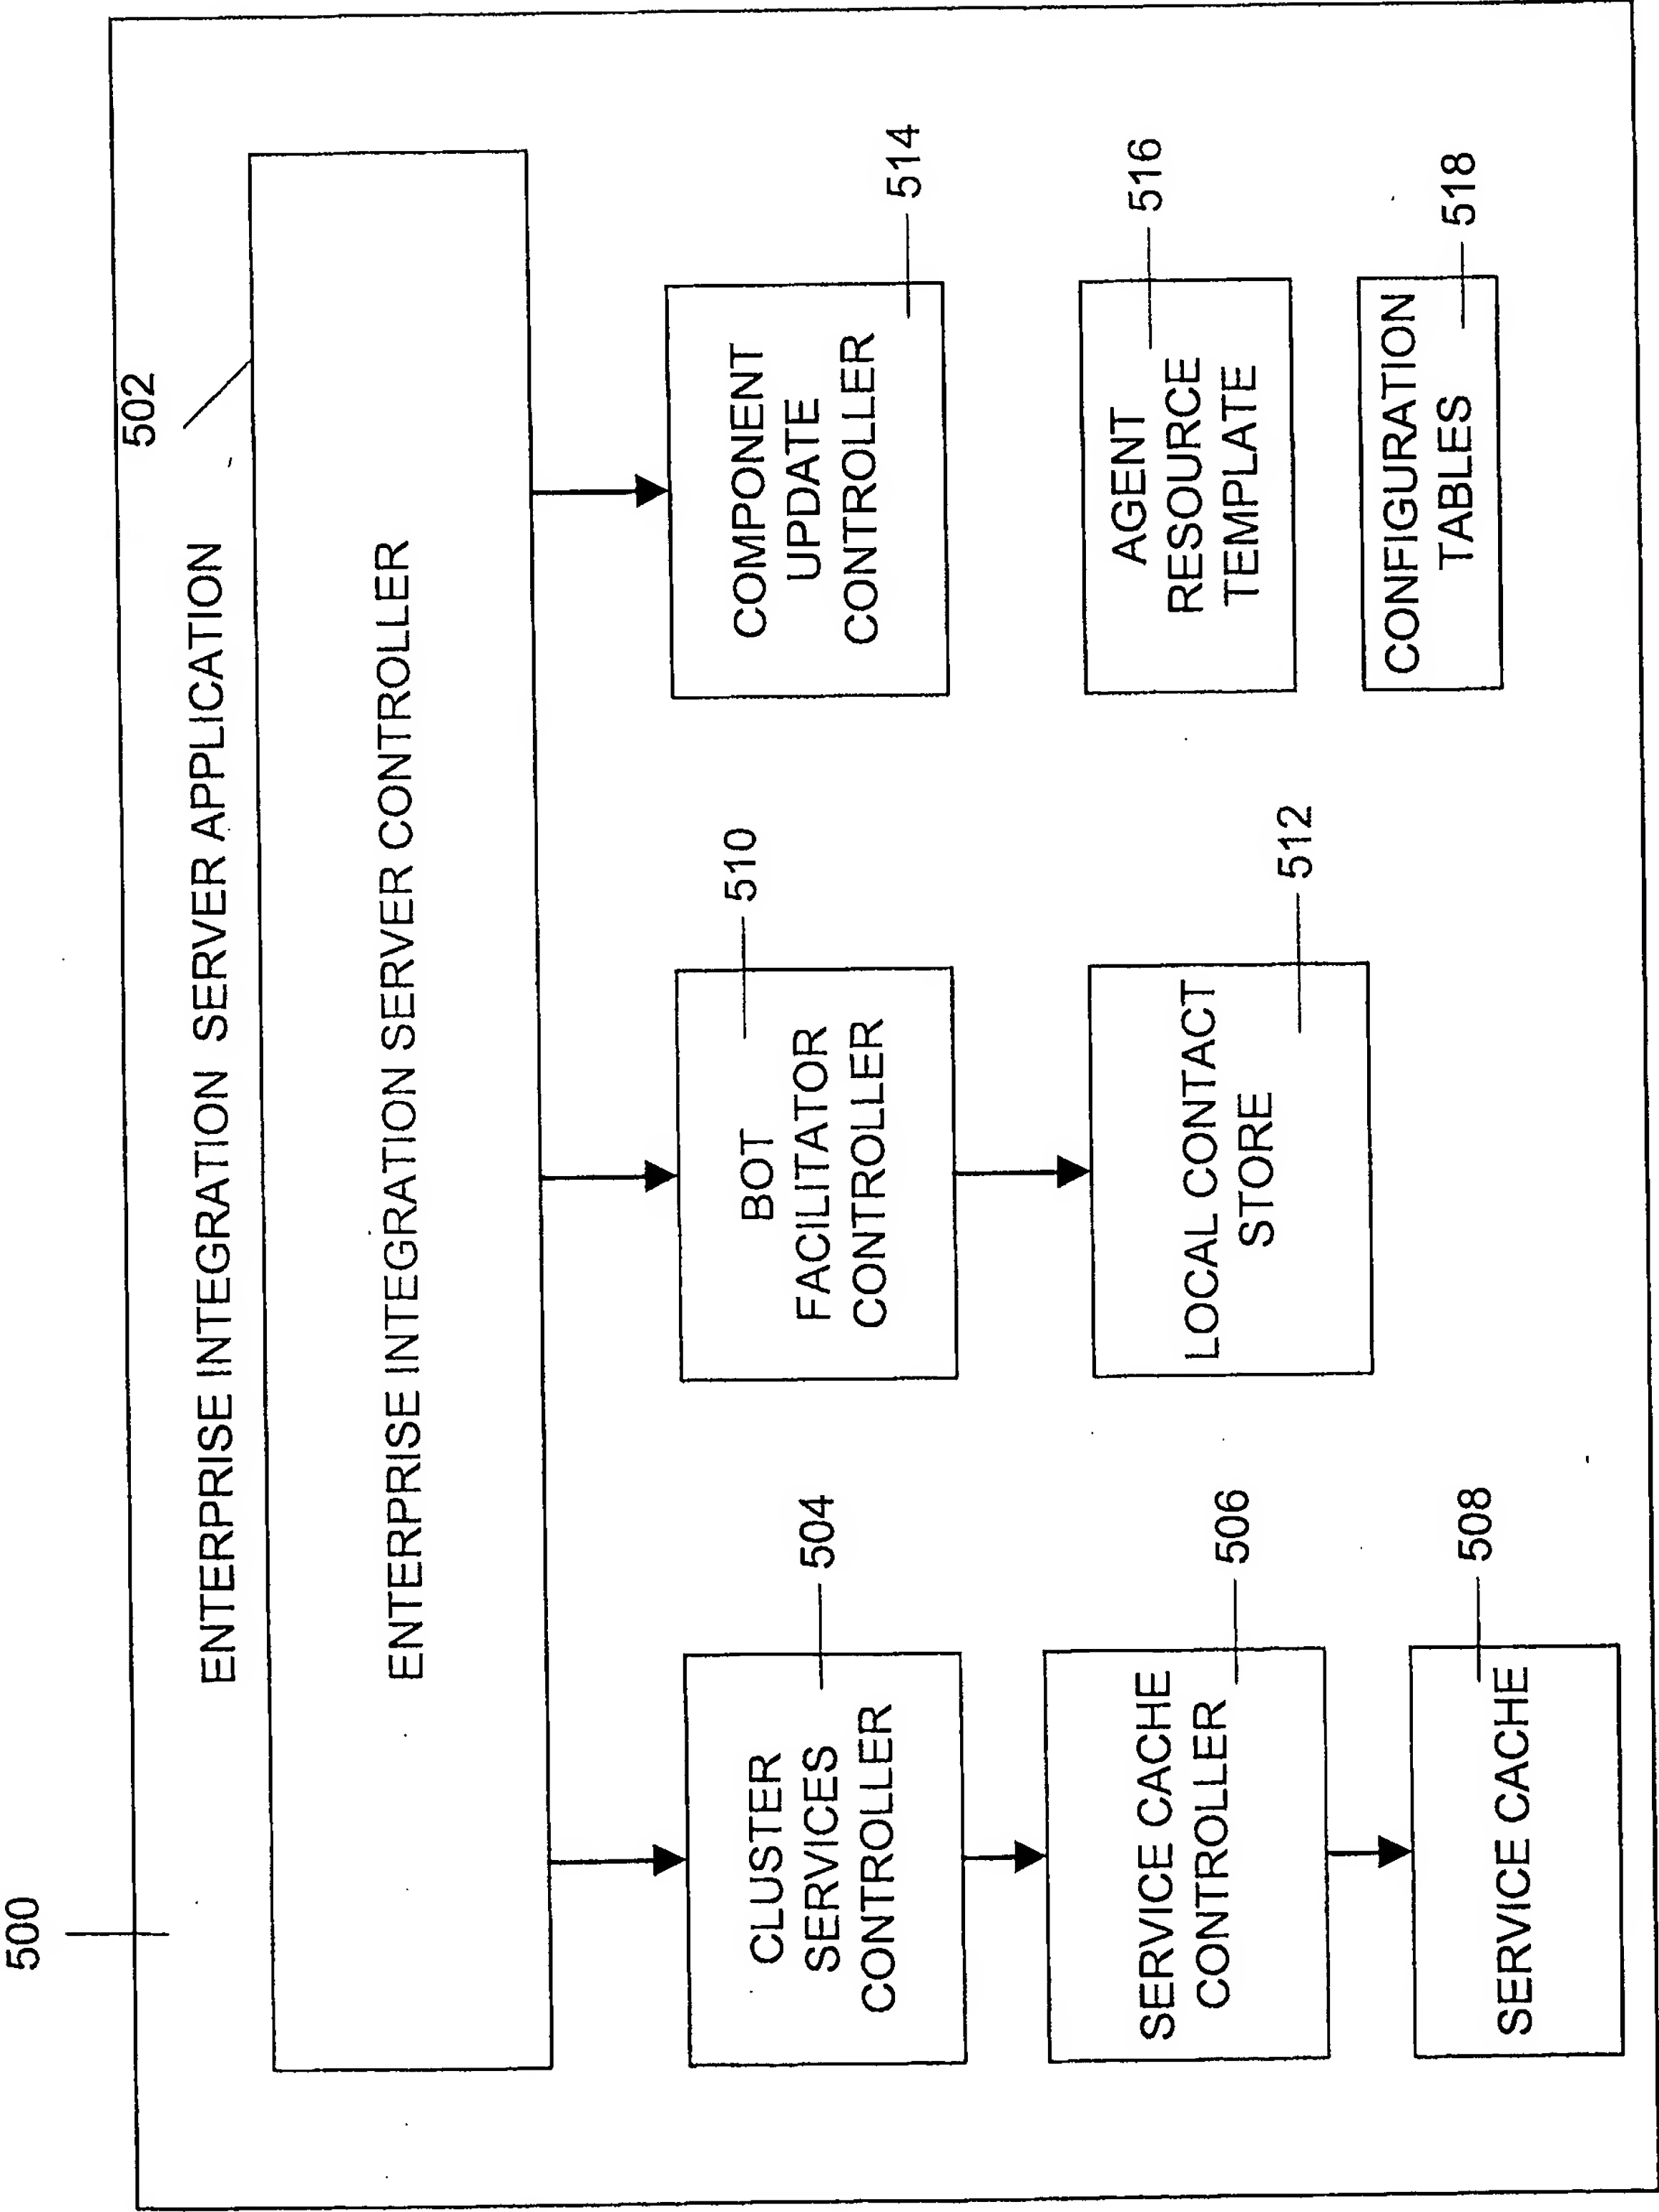 500
ENTERPRISE INTEGRATION SERVER APPLICATION
502
ENTERPRISE INTEGRATION SERVER CONTROLLER
CLUSTER
SERVICES
CONTROLLER
504
SERVICE CACHE
CONTROLLER
506
SERVICE CACHE
508
BOT
FACILITATOR
CONTROLLER
510
LOCAL CONTACT
STORE
512
COMPONENT
UPDATE
CONTROLLER
514
AGENT
RESOURCE
TEMPLATE
516
CONFIGURATION
TABLES
518